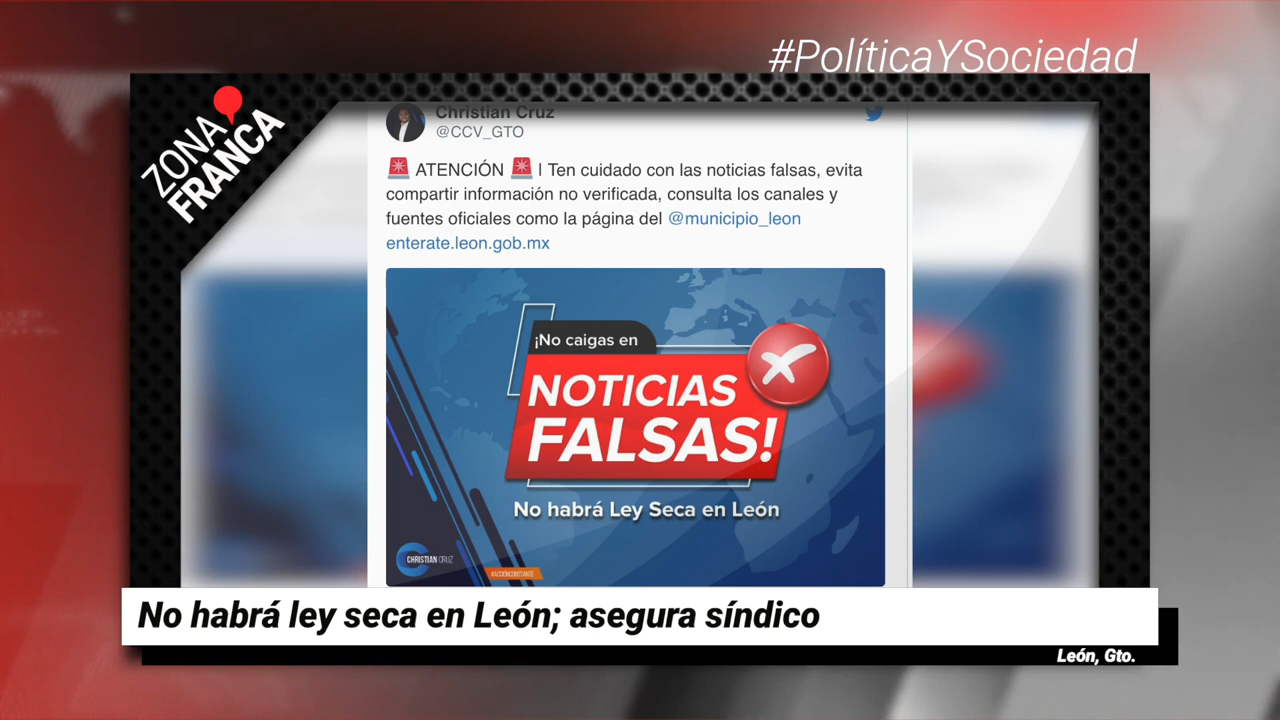 #PolíticaYSociedad
ZONA
FRANCA
Christian Cruz
@CCV_GTO
ATENCIÓN | Ten cuidado con las noticias falsas, evita
compartir información no verificada, consulta los canales y
fuentes oficiales como la página del @municipio_leon
enterate.leon.gob.mx
¡No caigas en
NOTICIAS
FALSAS!
No habrá Ley Seca en León
CHRISTIAN CRUZ
#ACCIÓNCONSTANTE
No habrá ley seca en León; asegura síndico
León, Gto.